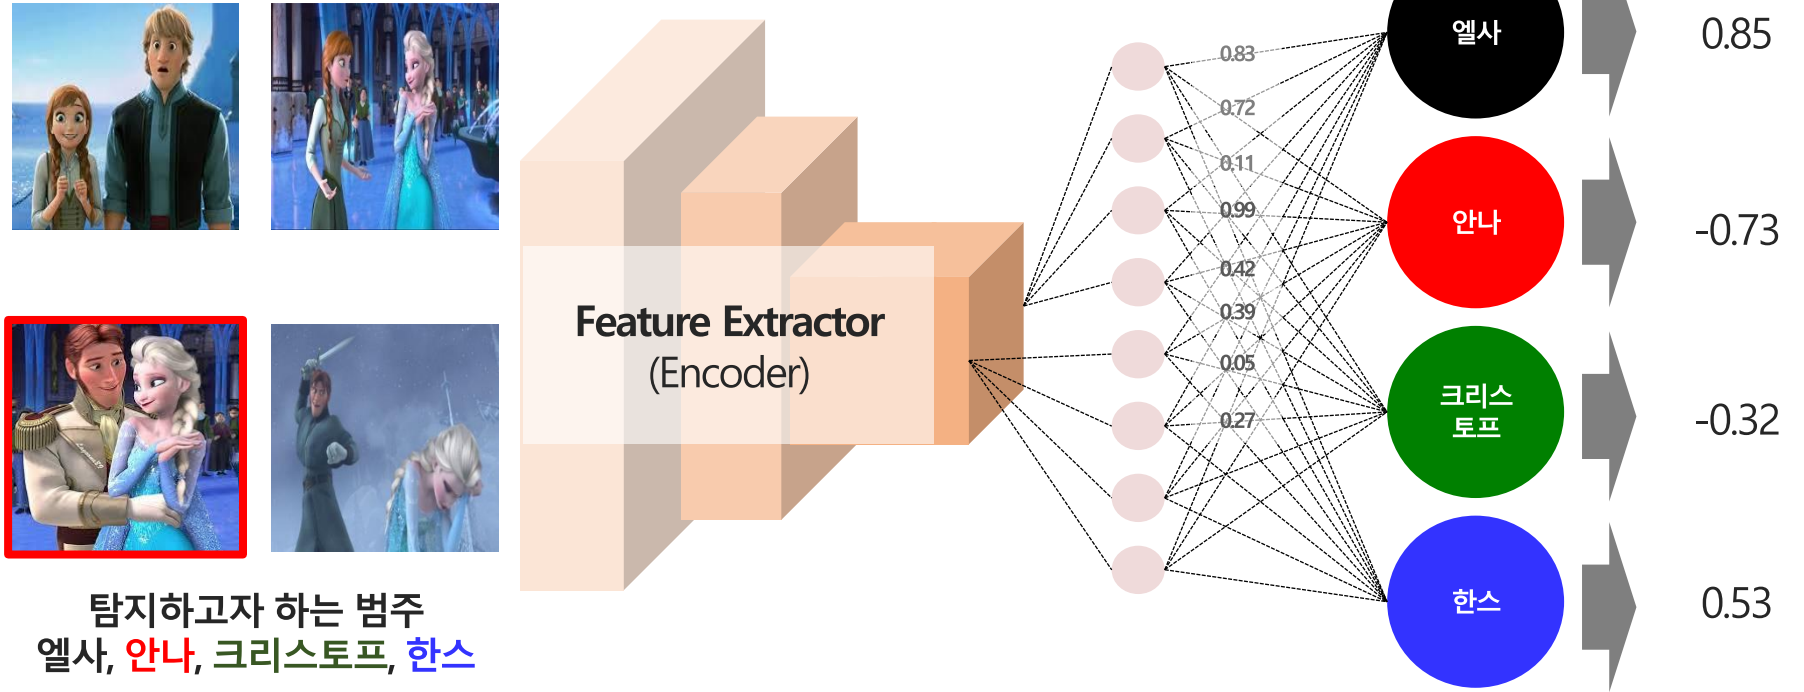 탐지하고자 하는 범주
엘사, 안나, 크리스토프, 한스
Feature Extractor
(Encoder)
0.83
0.72
0.11
0.99
0.42
0.39
0.05
0.27
엘사
안나
크리스
토프
한스
0.85
-0.73
-0.32
0.53